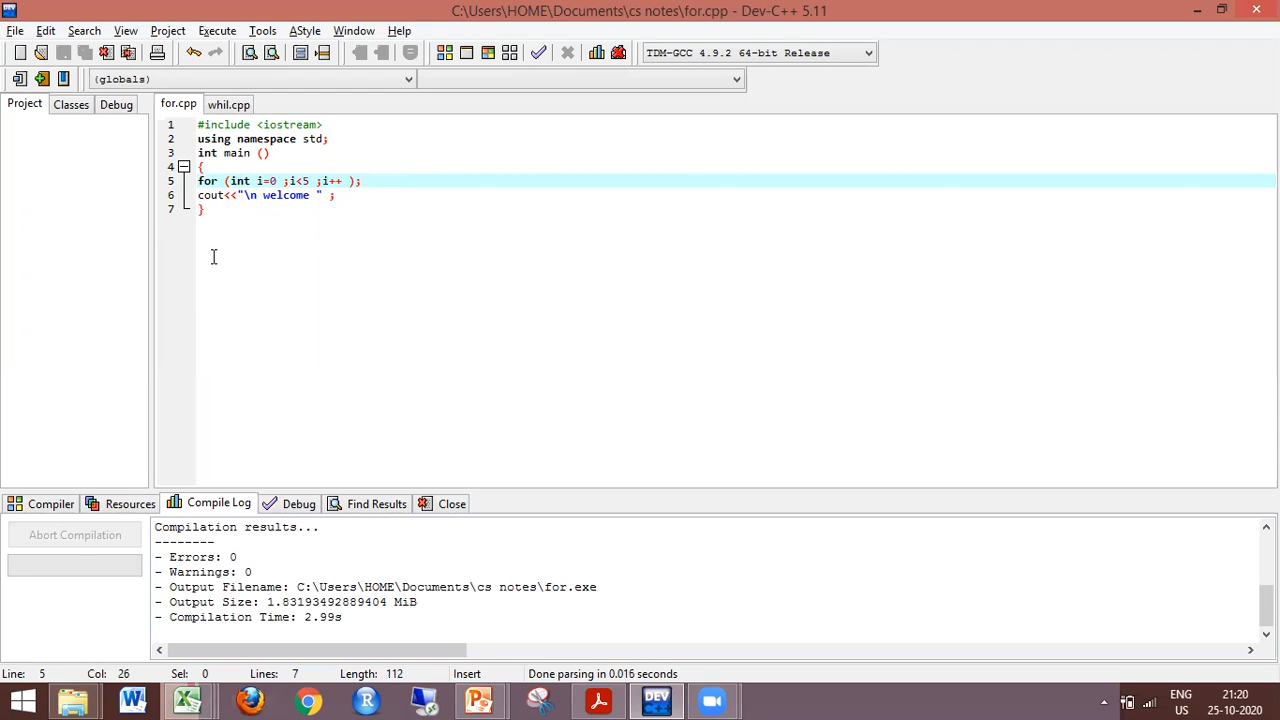 C:\Users\HOME\Documents\cs notes\for.cpp - Dev-C++ 5.11
File Edit Search View Project Execute Tools AStyle Window Help
TDM-GCC 4.9.2 64-bit Release
(globals)
Project Classes Debug for.cpp whil.cpp
1 #include <iostream>
2 using namespace std;
3 int main ()
4 {
5 for (int i=0 ;i<5 ;i++ );
6 cout<<"\n welcome " ;
7 }
Compiler Resources Compile Log Debug Find Results Close
Abort Compilation
Compilation results...
--------
- Errors: 0
- Warnings: 0
- Output Filename: C:\Users\HOME\Documents\cs notes\for.exe
- Output Size: 1.83193492889404 MiB
- Compilation Time: 2.99s
Line: 5 Col: 26 Sel: 0 Lines: 7 Length: 112 Insert Done parsing in 0.016 seconds
DEV
ENG 21:20
US 25-10-2020